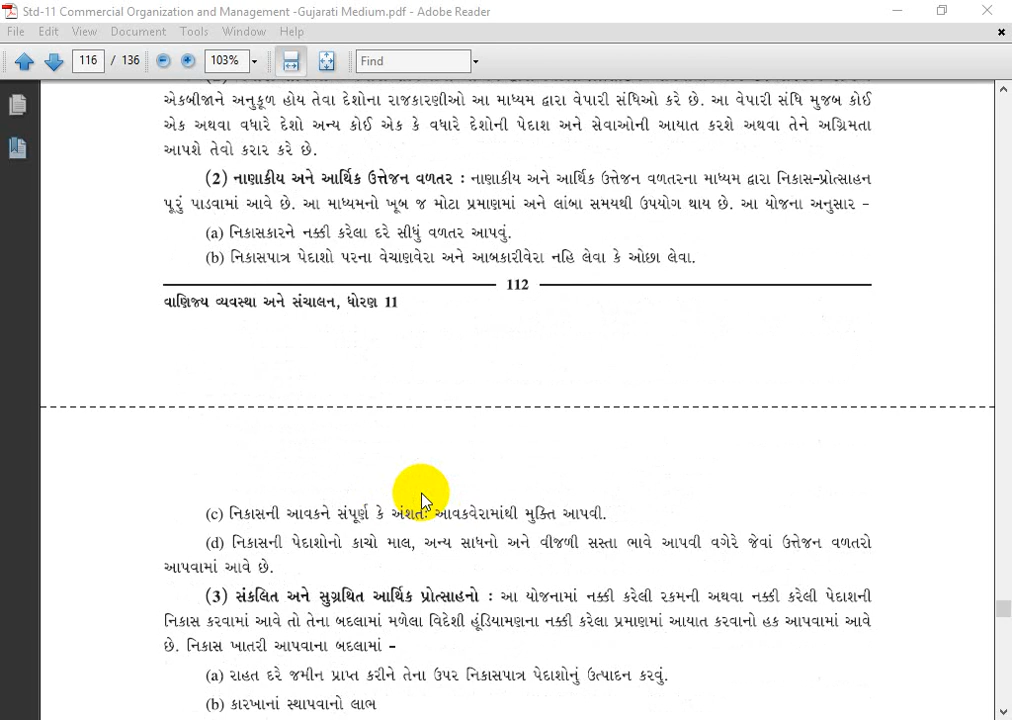 Std-11 Commercial Organization and Management -Gujarati Medium.pdf - Adobe Reader
File Edit View Document Tools Window Help
116 / 136 103% Find
એકબીજાને અનુકૂળ હોય તેવા દેશોના રાજકારણીઓ આ માધ્યમ દ્વારા વેપારી સંધિઓ કરે છે. આ વેપારી સંધિ મુજબ કોઈ
એક અથવા વધારે દેશો અન્ય કોઈ એક કે વધારે દેશોની પેદાશ અને સેવાઓની આયાત કરશે અથવા તેને અગ્રિમતા
આપશે તેવો કરાર કરે છે.
(2) નાણાકીય અને આર્થિક ઉત્તેજન વળતર : નાણાકીય અને આર્થિક ઉત્તેજન વળતરના માધ્યમ દ્વારા નિકાસ-પ્રોત્સાહન
પૂરું પાડવામાં આવે છે. આ માધ્યમનો ખૂબ જ મોટા પ્રમાણમાં અને લાંબા સમયથી ઉપયોગ થાય છે. આ યોજના અનુસાર -
(a) નિકાસકારને નક્કી કરેલા દરે સીધું વળતર આપવું.
(b) નિકાસપાત્ર પેદાશો પરના વેચાણવેરા અને આબકારીવેરા નહિ લેવા કે ઓછા લેવા.
112
વાણિજ્ય વ્યવસ્થા અને સંચાલન, ધોરણ 11
(c) નિકાસની આવકને સંપૂર્ણ કે અંશતઃ આવકવેરામાંથી મુક્તિ આપવી.
(d) નિકાસની પેદાશોનો કાચો માલ, અન્ય સાધનો અને વીજળી સસ્તા ભાવે આપવી વગેરે જેવાં ઉત્તેજન વળતરો
આપવામાં આવે છે.
(3) સંકલિત અને સુગ્રથિત આર્થિક પ્રોત્સાહનો : આ યોજનામાં નક્કી કરેલી રકમની અથવા નક્કી કરેલી પેદાશની
નિકાસ કરવામાં આવે તો તેના બદલામાં મળેલા વિદેશી હૂંડિયામણના નક્કી કરેલા પ્રમાણમાં આયાત કરવાનો હક આપવામાં આવે
છે. નિકાસ ખાતરી આપવાના બદલામાં -
(a) રાહત દરે જમીન પ્રાપ્ત કરીને તેના ઉપર નિકાસપાત્ર પેદાશોનું ઉત્પાદન કરવું.
(b) કારખાનાં સ્થાપવાનો લાભ